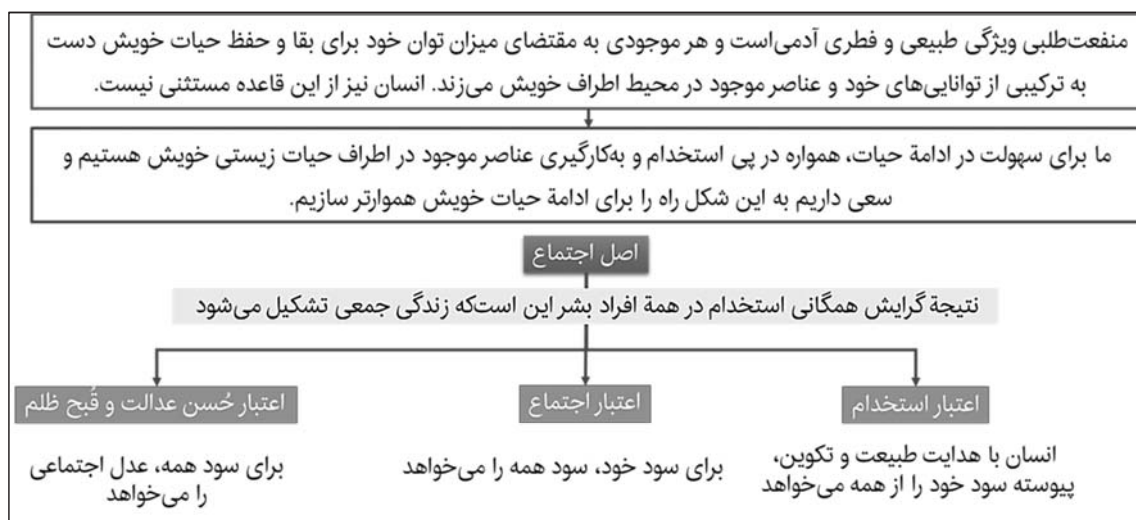 منفعت‌طلبی ویژگی طبیعی و فطری آدمی‌است و هر موجودی به مقتضای میزان توان خود برای بقا و حفظ حیات خویش دست
به ترکیبی از توانایی‌های خود و عناصر موجود در محیط اطراف خویش می‌زند. انسان نیز از این قاعده مستثنی نیست.
ما برای سهولت در ادامۀ حیات، همواره در پی استخدام و به‌کارگیری عناصر موجود در اطراف حیات زیستی خویش هستیم و
سعی داریم به این شکل راه را برای ادامۀ حیات خویش هموارتر سازیم.
اصل اجتماع
نتیجۀ گرایش همگانی استخدام در همۀ افراد بشر این است‌که زندگی جمعی تشکیل می‌شود
اعتبار استخدام
انسان با هدایت طبیعت و تکوین،
پیوسته سود خود را از همه می‌خواهد
اعتبار اجتماع
برای سود خود، سود همه را می‌خواهد
اعتبار حُسن عدالت و قُبح ظلم
برای سود همه، عدل اجتماعی
را می‌خواهد